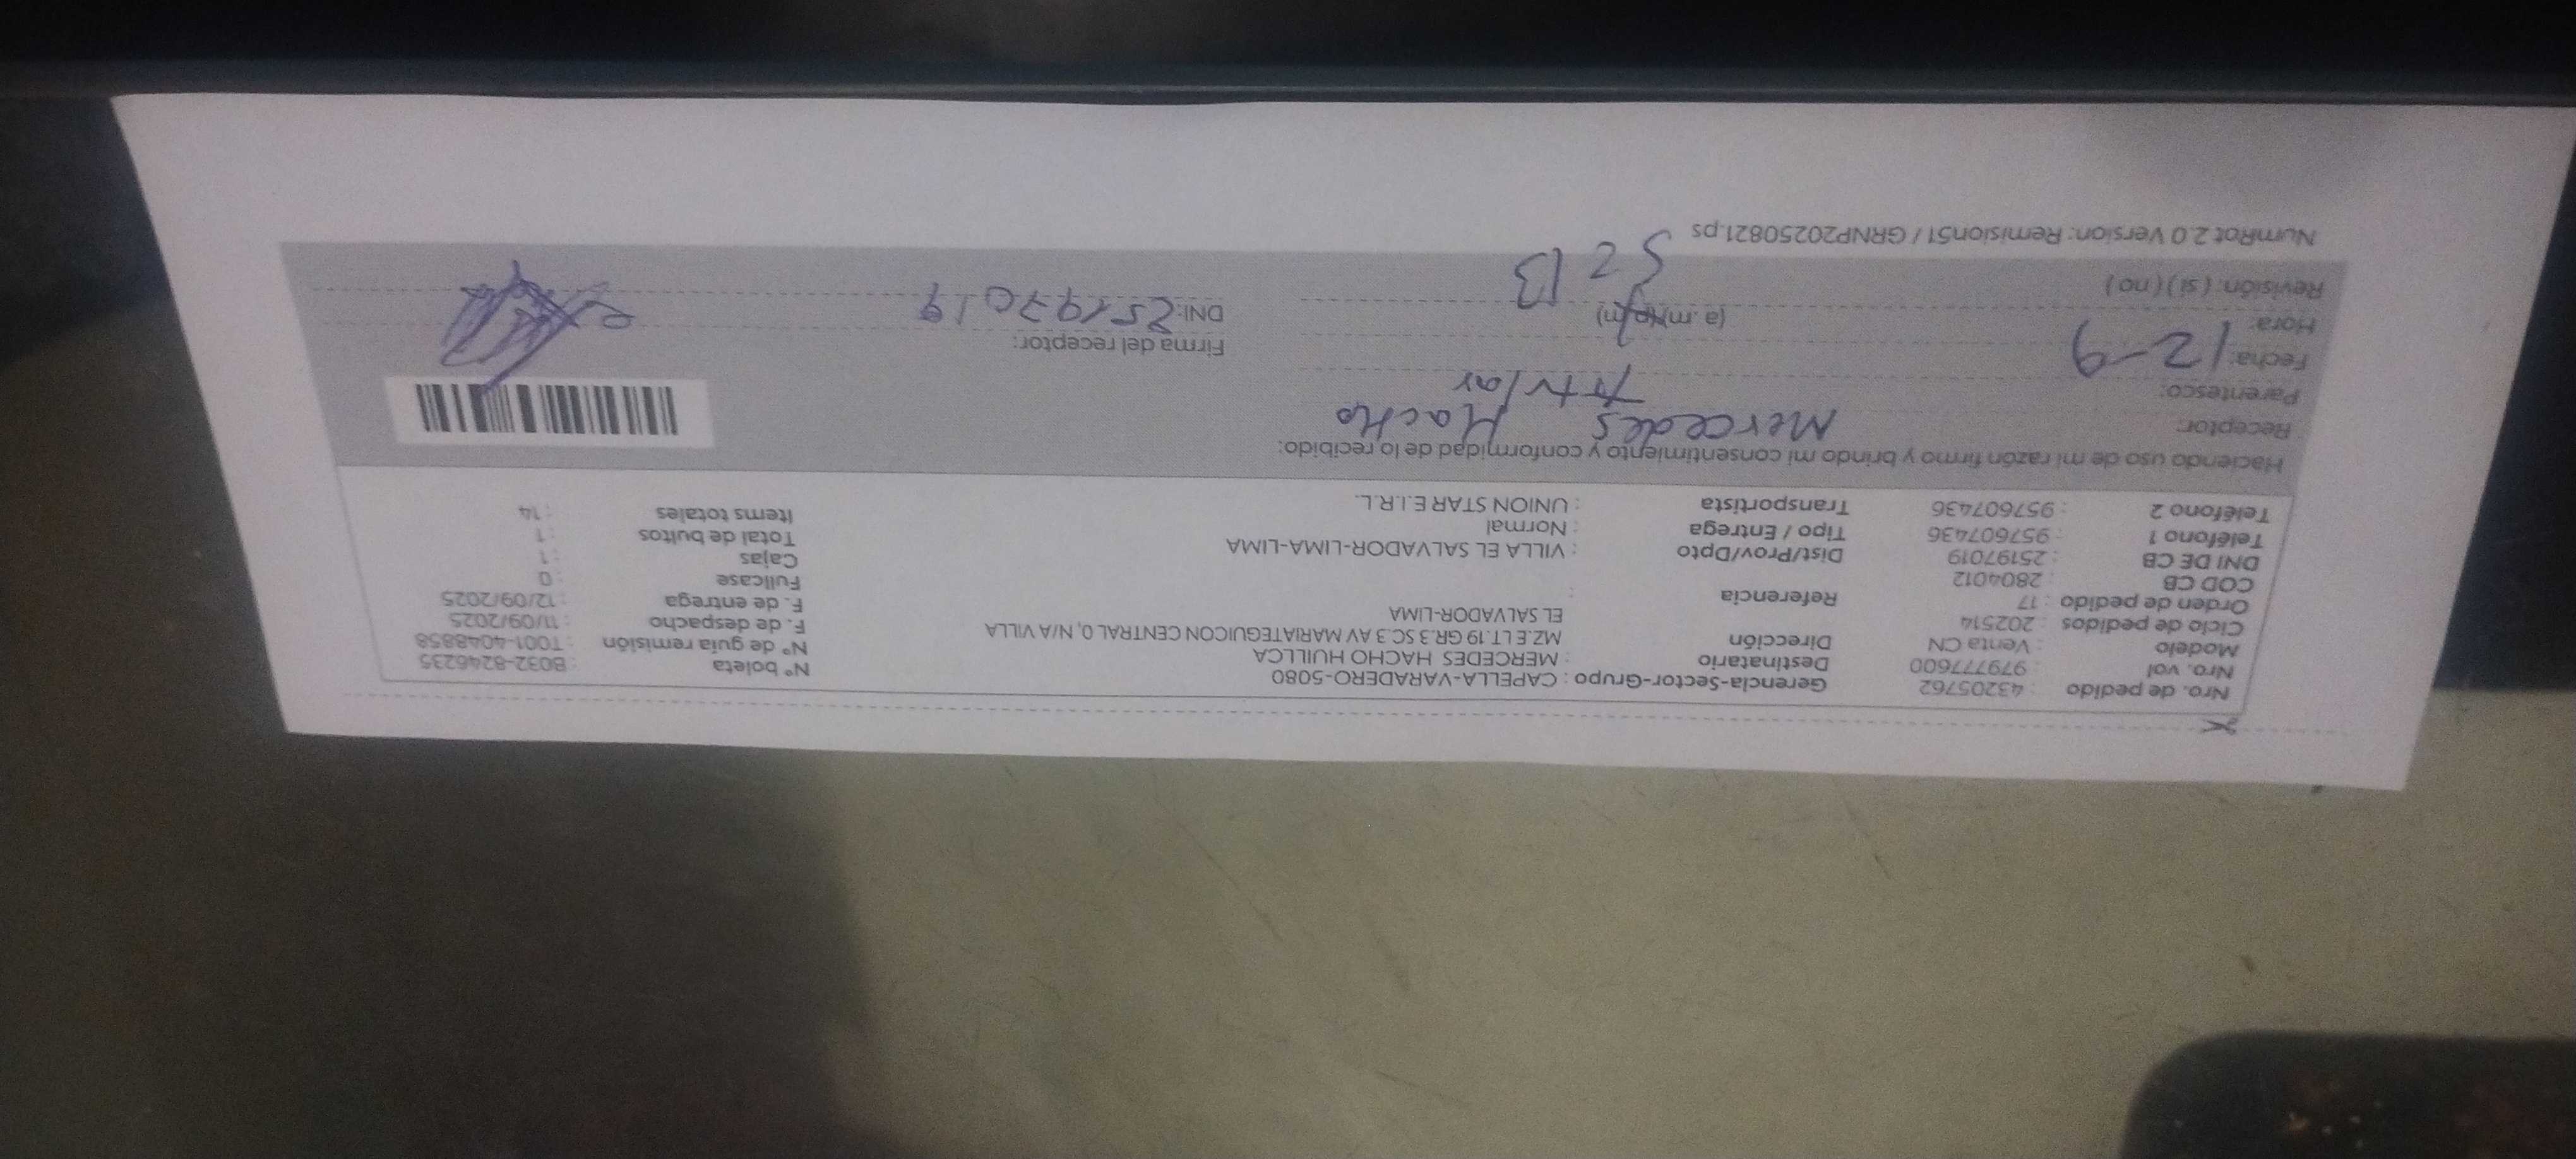 Nro. de pedido : 43205762
Nro. vol : 979777600
Modelo : Venta CN
Ciclo de pedidos : 202514
Orden de pedido : 17
COD CB : 2804012
DNI DE CB : 25197019
Teléfono 1 : 957607436
Teléfono 2 : 957607436
Gerencia-Sector-Grupo : CAPELLA-VARADERO-5080
Destinatario : MERCEDES HACHO HUILLCA
Dirección : MZ.E LT.19 GR.3 SC.3 AV MARIATEGUICON CENTRAL 0, N/A VILLA
EL SALVADOR-LIMA
Referencia :
Dist/Prov/Dpto : VILLA EL SALVADOR-LIMA-LIMA
Tipo / Entrega : Normal
Transportista : UNION STAR E.I.R.L.
N° boleta : B032-8246235
N° de guía remisión : T001-4048858
F. de despacho : 11/09/2025
F. de entrega : 12/09/2025
Fullcase : 0
Cajas : 1
Total de bultos : 1
Items totales : 14
Haciendo uso de mi razón firmo y brindo mi consentimiento y conformidad de lo recibido:
Receptor: Mercedes Hacho
Parentesco:
Fecha: 12-9
Hora: (a.m)(p.m)
Revisión: ( si ) ( no )
Firma del receptor:
DNI: 25197019
NumRot 2.0 Version: Remision51 / GRNP20250821.ps